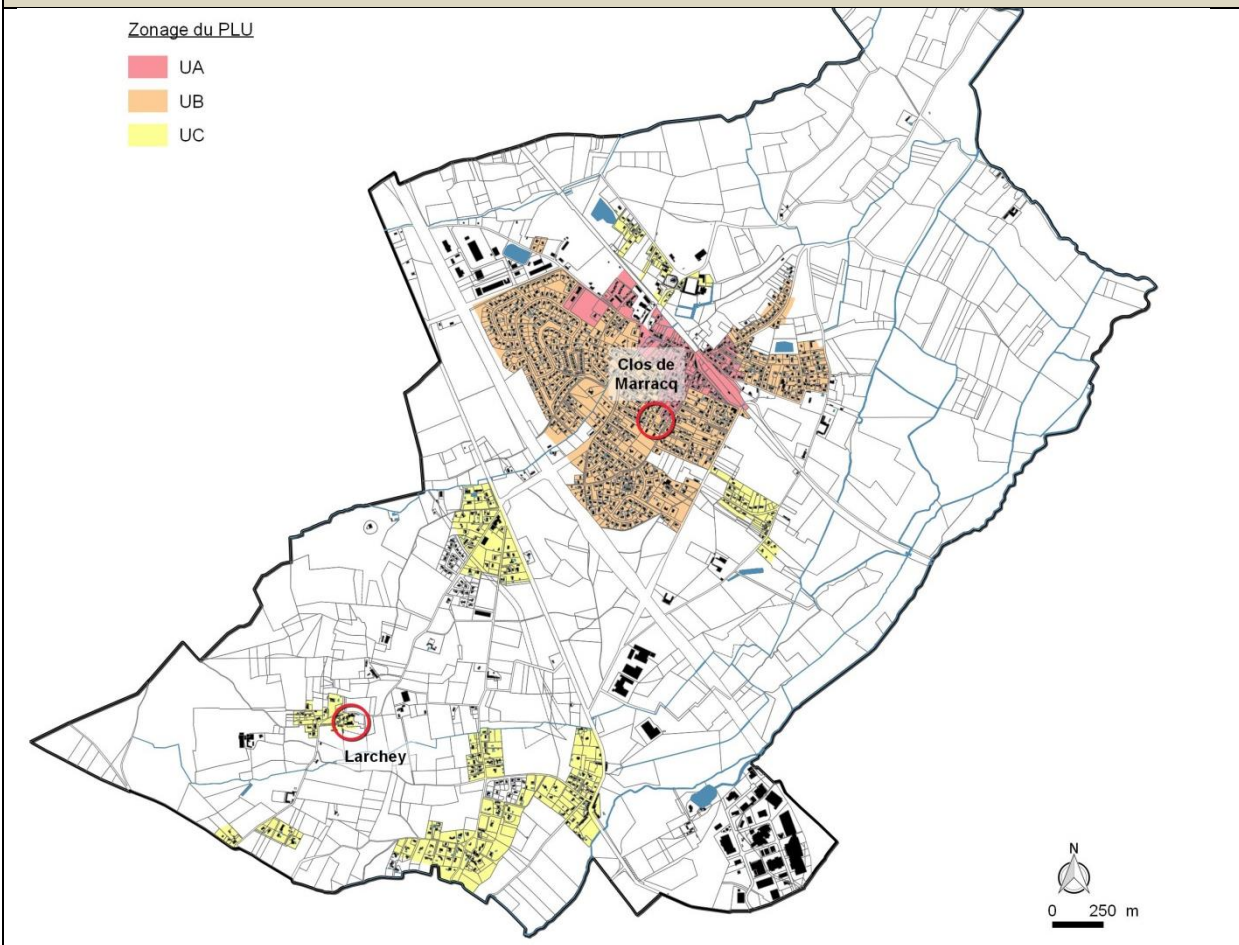 Zonage du PLU
UA
UB
UC
Clos de
Marracq
Larchey
N
0 250 m